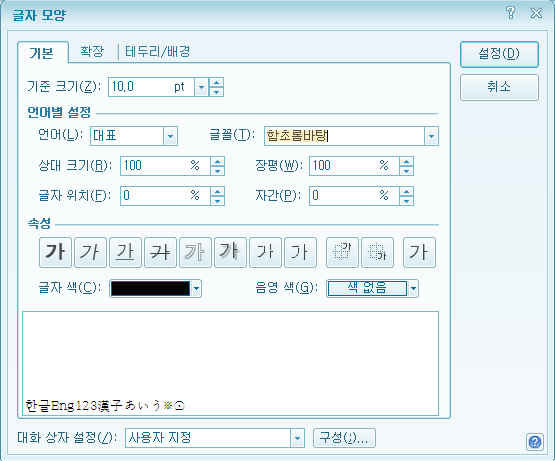 글자 모양
기본 확장 테두리/배경
설정(D)
취소
기준 크기(Z): 10,0 pt
언어별 설정
언어(L): 대표 글꼴(T): 함초롬바탕
상대 크기(R): 100 % 장평(W): 100 %
글자 위치(F): 0 % 자간(P): 0 %
속성
가 가 가 가 가 가 가 가 가 가 가
글자 색(C): 음영 색(G): 색 없음
한글Eng123漢子あいう※⊙
대화 상자 설정(/): 사용자 지정 구성(;)...